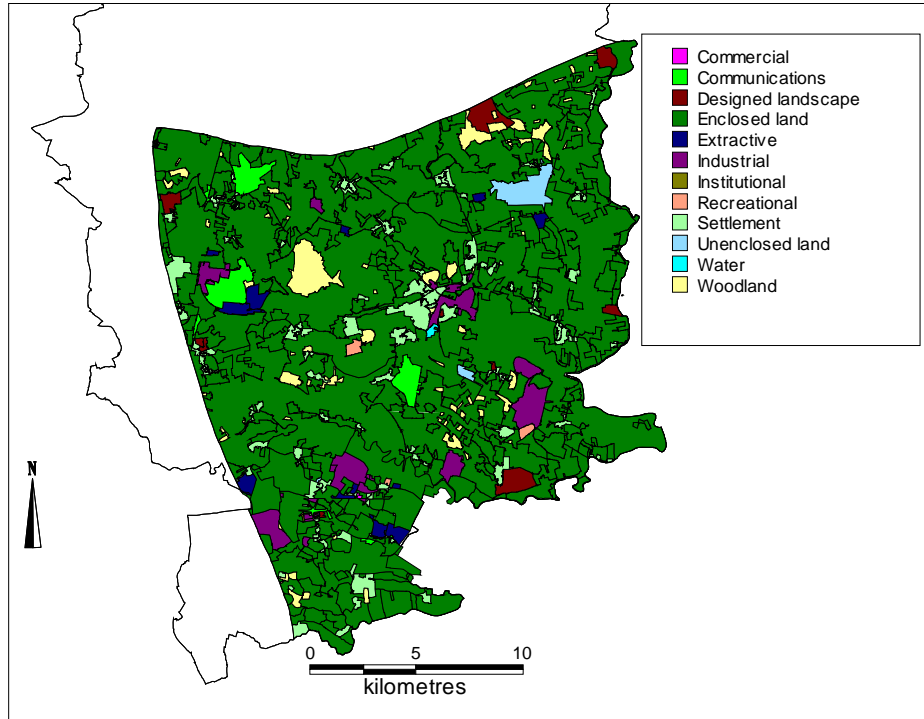 Commercial
Communications
Designed landscape
Enclosed land
Extractive
Industrial
Institutional
Recreational
Settlement
Unenclosed land
Water
Woodland
N
0 5 10
kilometres